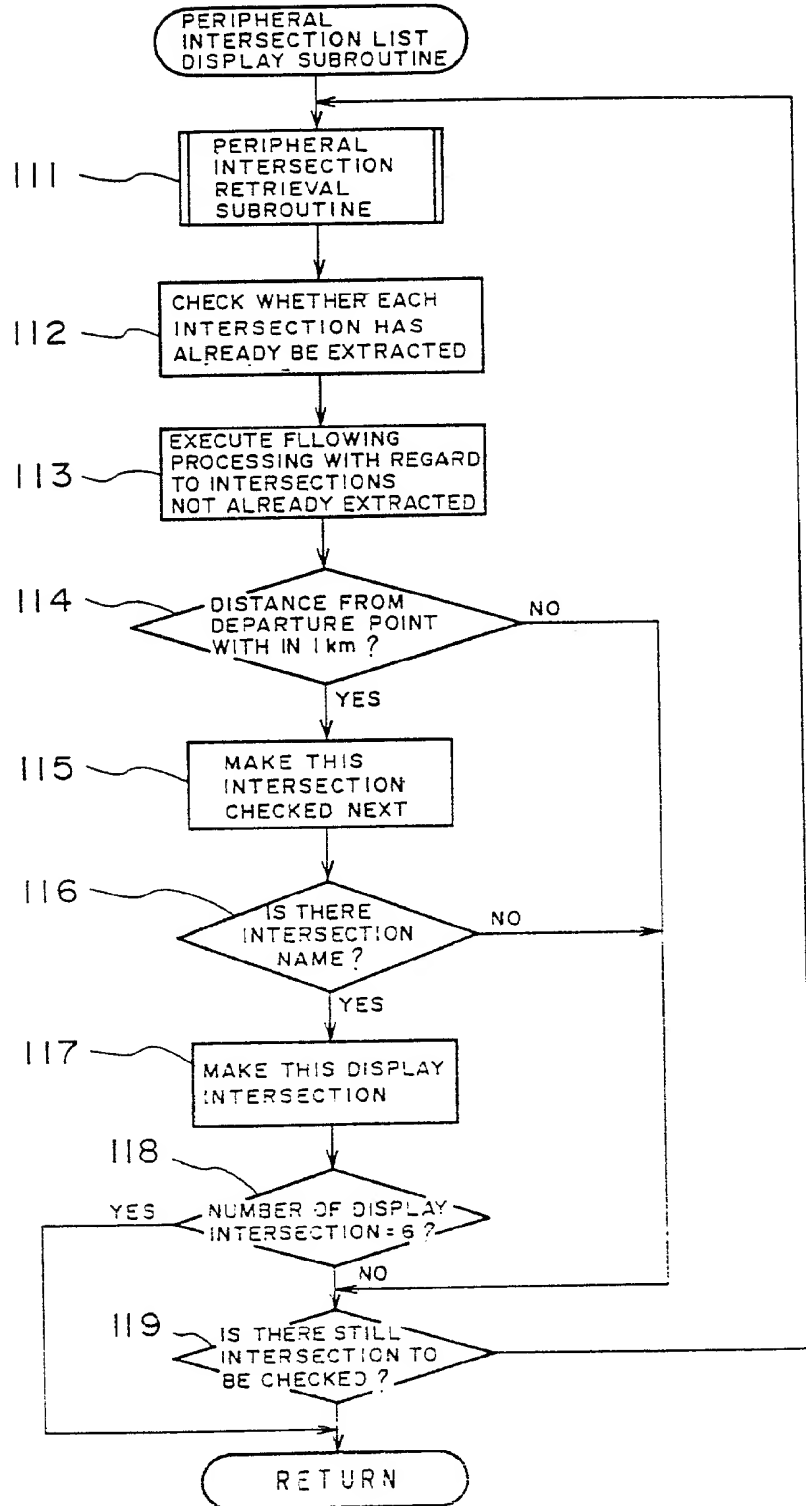 PERIPHERAL
INTERSECTION LIST
DISPLAY SUBROUTINE
111
PERIPHERAL
INTERSECTION
RETRIEVAL
SUBROUTINE
112
CHECK WHETHER EACH
INTERSECTION HAS
ALREADY BE EXTRACTED
113
EXECUTE FLLOWING
PROCESSING WITH REGARD
TO INTERSECTIONS
NOT ALREADY EXTRACTED
114
DISTANCE FROM
DEPARTURE POINT
WITH IN 1 km ?
NO
YES
115
MAKE THIS
INTERSECTION
CHECKED NEXT
116
IS THERE
INTERSECTION
NAME ?
NO
YES
117
MAKE THIS DISPLAY
INTERSECTION
118
YES
NUMBER OF DISPLAY
INTERSECTION = 6 ?
NO
119
IS THERE STILL
INTERSECTION TO
BE CHECKED ?
RETURN